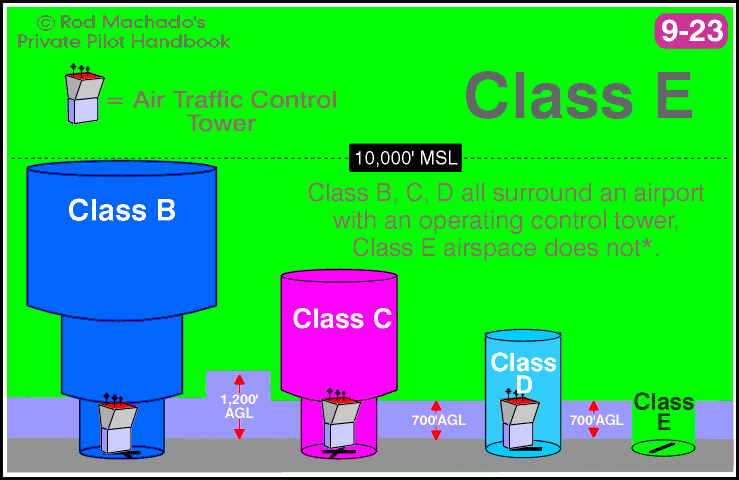 © Rod Machado's
Private Pilot Handbook
9-23
= Air Traffic Control
Tower
Class E
10,000' MSL
Class B, C, D all surround an airport
with an operating control tower,
Class E airspace does not*.
Class B
Class C
Class
D
1,200'
AGL
700'AGL
700'AGL
Class
E